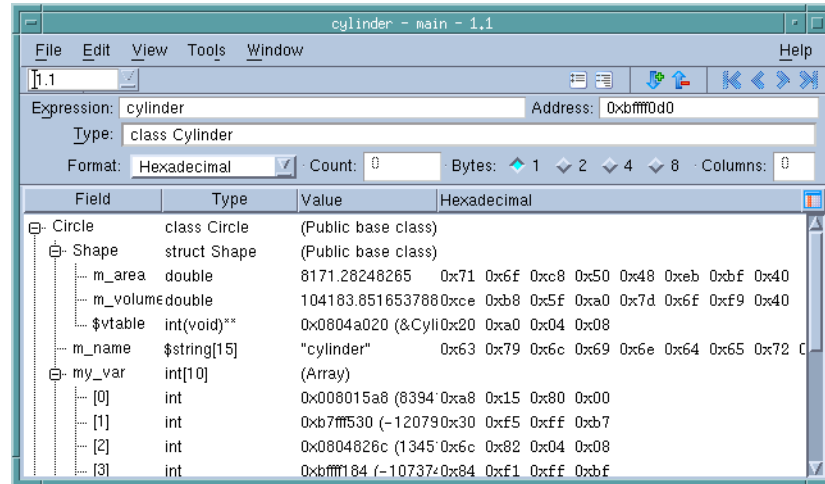 cylinder - main - 1.1
File Edit View Tools Window Help
1.1
Expression: cylinder Address: 0xbffff0d0
Type: class Cylinder
Format: Hexadecimal Count: 0 Bytes: 1 2 4 8 Columns: 0
Field Type Value Hexadecimal
Circle class Circle (Public base class)
Shape struct Shape (Public base class)
m_area double 8171.28248265 0x71 0x6f 0xc8 0x50 0x48 0xeb 0xbf 0x40
m_volume double 104183.851653788 0xce 0xb8 0x5f 0xa0 0x7d 0x6f 0xf9 0x40
$vtable int(void)** 0x0804a020 (&Cyli 0x20 0xa0 0x04 0x08
m_name $string[15] "cylinder" 0x63 0x79 0x6c 0x69 0x6e 0x64 0x65 0x72
my_var int[10] (Array)
[0] int 0x008015a8 (8394 0xa8 0x15 0x80 0x00
[1] int 0xb7fff530 (-12079 0x30 0xf5 0xff 0xb7
[2] int 0x0804826c (1345 0x6c 0x82 0x04 0x08
[3] int 0xbffff184 (-107374 0x84 0xf1 0xff 0xbf